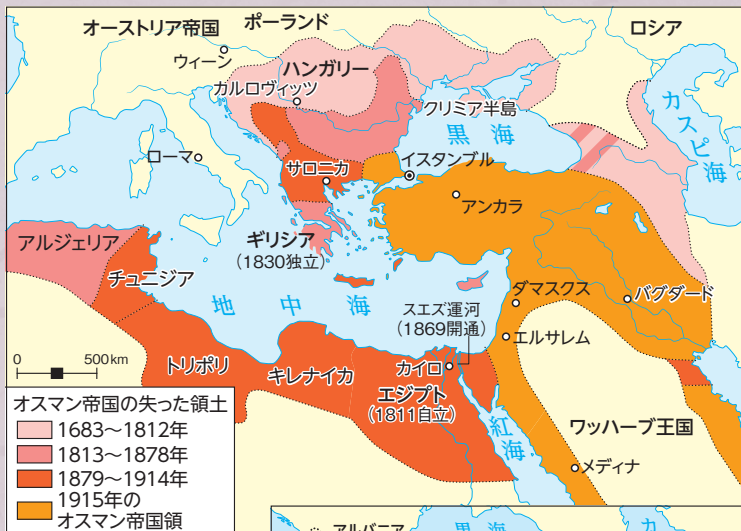 オーストリア帝国
ポーランド
ロシア
ウィーン
ハンガリー
カルロヴィッツ
クリミア半島
黒海
カスピ海
ローマ
サロニカ
イスタンブル
アンカラ
アルジェリア
チュニジア
ギリシア
(1830独立)
地中海
スエズ運河
(1869開通)
ダマスクス
バグダード
エルサレム
0 500km
トリポリ
キレナイカ
カイロ
エジプト
(1811自立)
紅海
ワッハーブ王国
メディナ
オスマン帝国の失った領土
1683〜1812年
1813〜1878年
1879〜1914年
1915年の
オスマン帝国領
アルバニア
黒海
カ